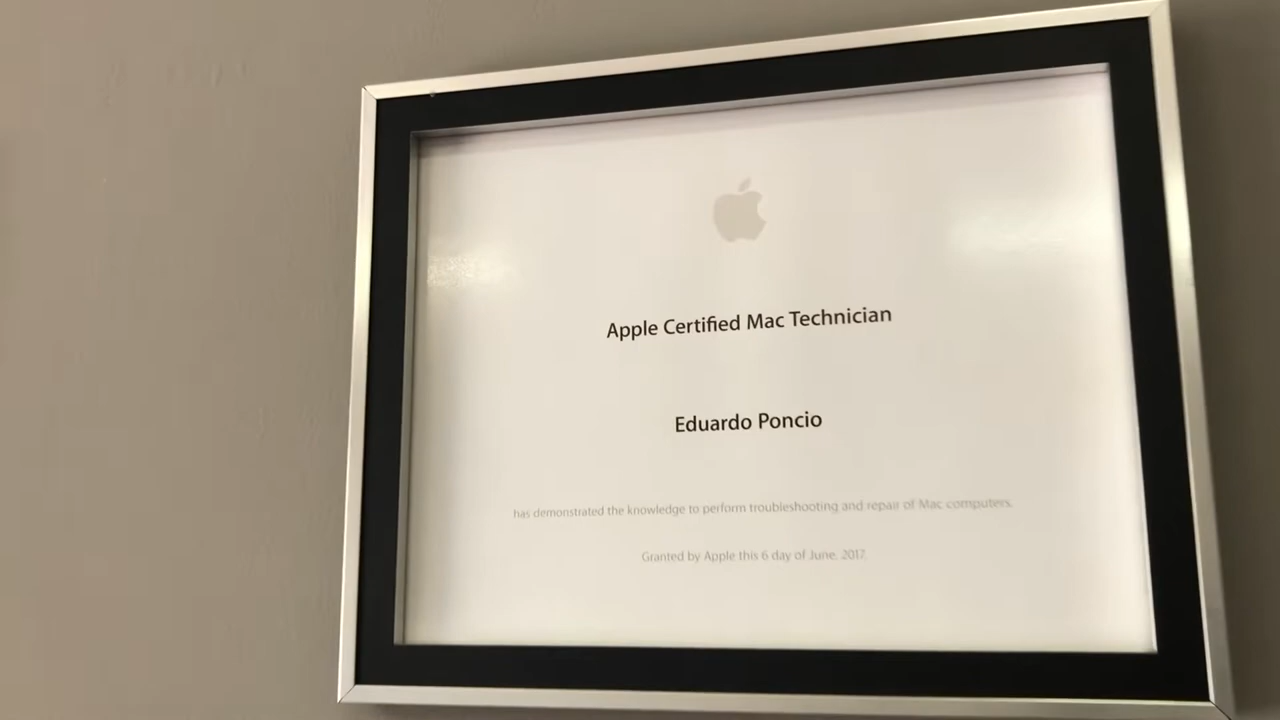 Apple Certified Mac Technician
Eduardo Poncio
has demonstrated the knowledge to perform troubleshooting and repair of Mac computers.
Granted by Apple this 6 day of June, 2017.